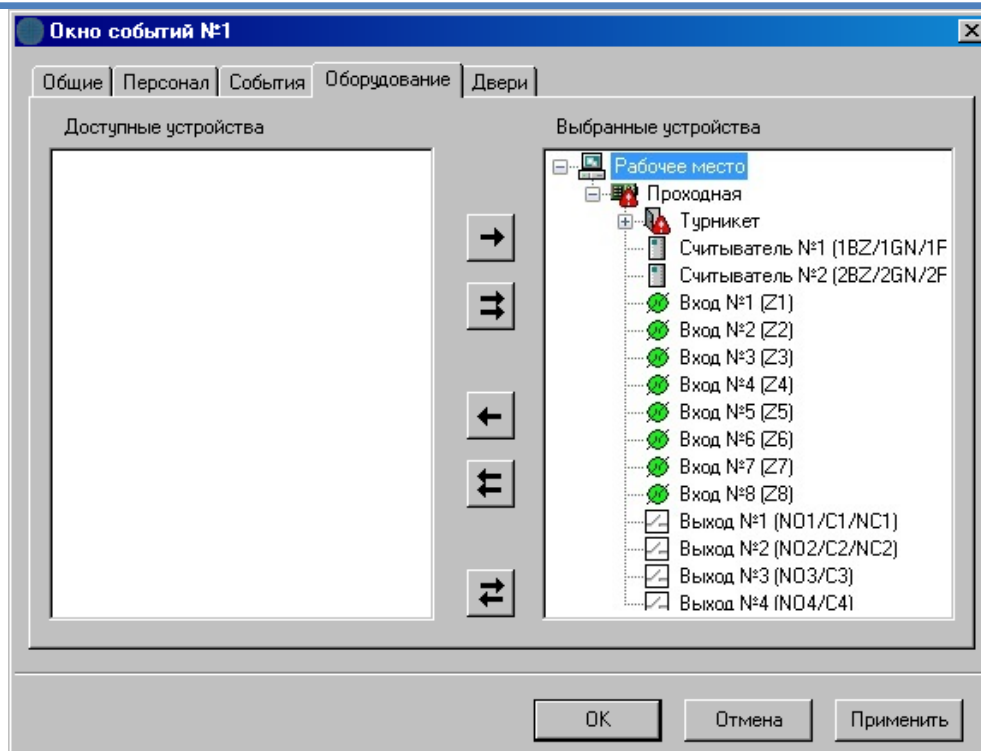 Окно событий №1
Общие Персонал События Оборудование Двери
Доступные устройства Выбранные устройства
Рабочее место
Проходная
Турникет
Считыватель №1 (1BZ/1GN/1F
Считыватель №2 (2BZ/2GN/2F
Вход №1 (Z1)
Вход №2 (Z2)
Вход №3 (Z3)
Вход №4 (Z4)
Вход №5 (Z5)
Вход №6 (Z6)
Вход №7 (Z7)
Вход №8 (Z8)
Выход №1 (NO1/C1/NC1)
Выход №2 (NO2/C2/NC2)
Выход №3 (NO3/C3)
Выход №4 (NO4/C4)
OK Отмена Применить